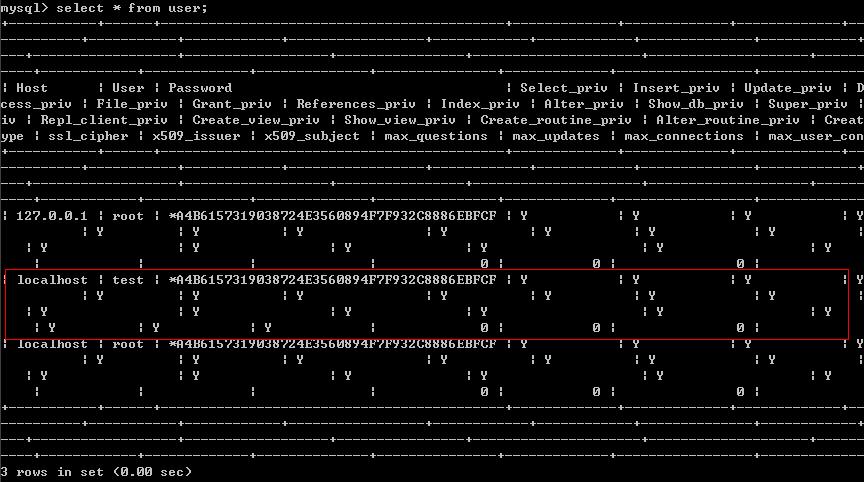 mysql> select * from user;
| Host | User | Password | Select_priv | Insert_priv | Update_priv | D
cess_priv | File_priv | Grant_priv | References_priv | Index_priv | Alter_priv | Show_db_priv | Super_priv |
iv | Repl_client_priv | Create_view_priv | Show_view_priv | Create_routine_priv | Alter_routine_priv | Creat
ype | ssl_cipher | x509_issuer | x509_subject | max_questions | max_updates | max_connections | max_user_con
| 127.0.0.1 | root | *A4B6157319038724E3560894F7F932C8886EBFCF | Y | Y | Y |
| Y | Y | Y | Y | Y | Y | Y
| Y | Y | Y | Y | Y | Y
| | | | 0 | 0 | 0 |
| localhost | test | *A4B6157319038724E3560894F7F932C8886EBFCF | Y | Y | Y
| Y | Y | Y | Y | Y | Y | Y
| Y | Y | Y | Y | Y | Y
| Y | Y | Y | | 0 | 0 | 0 |
| localhost | root | *A4B6157319038724E3560894F7F932C8886EBFCF | Y | Y | Y |
| Y | Y | Y | Y | Y | Y | Y
| Y | Y | Y | Y | Y | Y
| | | | 0 | 0 | 0 |
3 rows in set (0.00 sec)